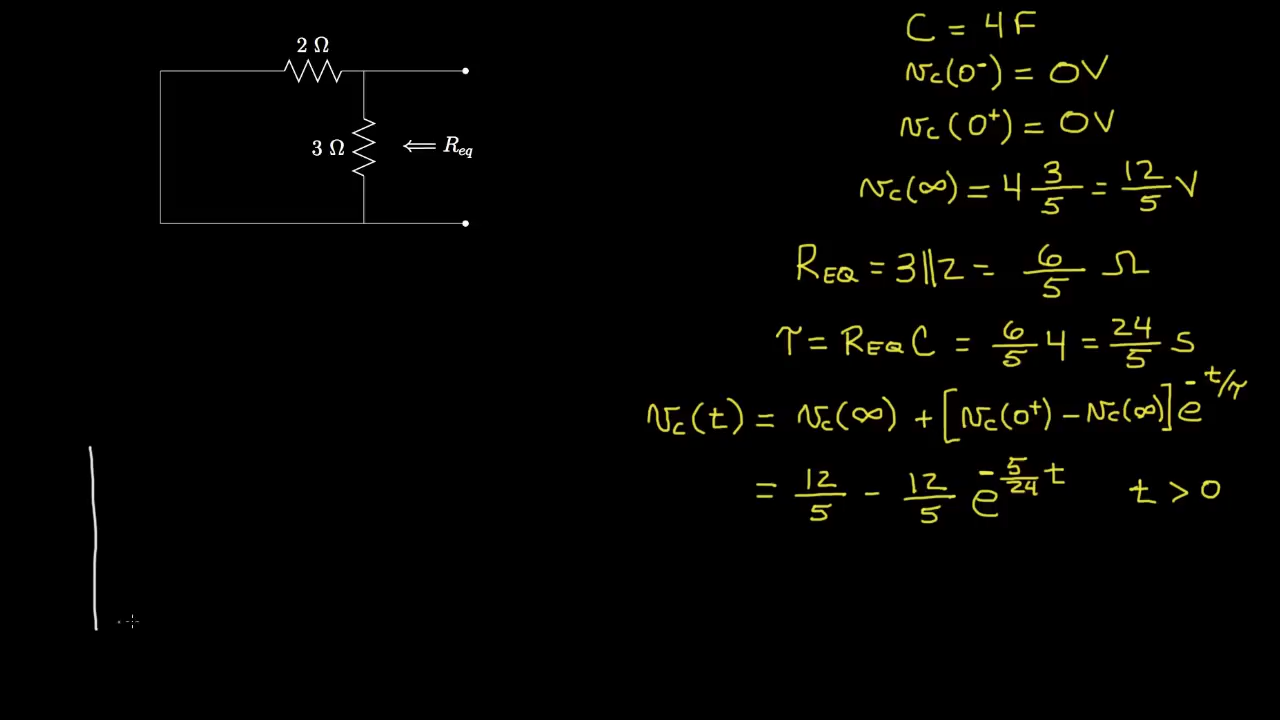 2 Ω
3 Ω
⟸ R_eq
C = 4F
v_c(0⁻) = 0V
v_c(0⁺) = 0V
v_c(∞) = 4 3/5 = 12/5 V
R_EQ = 3||2 = 6/5 Ω
τ = R_EQ C = 6/5 4 = 24/5 s
v_c(t) = v_c(∞) + [v_c(0⁺) - v_c(∞)] e^(-t/τ)
= 12/5 - 12/5 e^(-5/24 t) t > 0